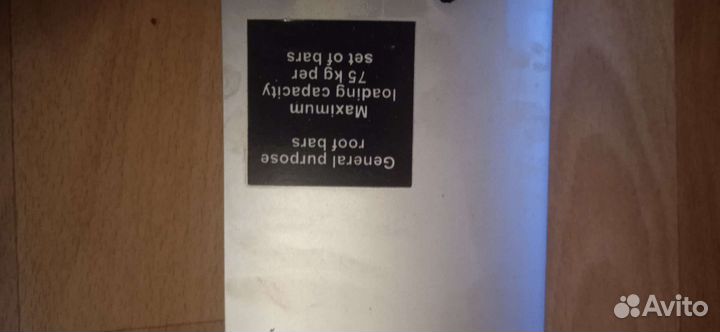 General purpose
roof bars
Maximum
loading capacity
75 kg per
set of bars
Avito